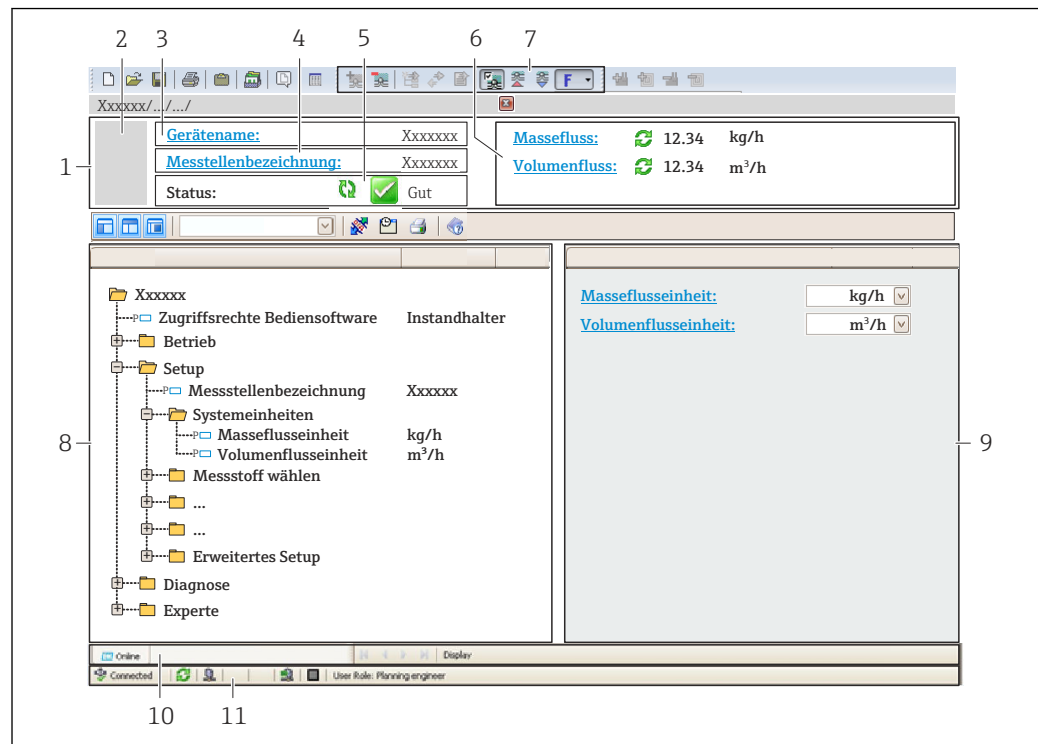 2 3 4 5 6 7
F
Xxxxxx/.../.../
1
Gerätename: Xxxxxxx
Messtellenbezeichnung: Xxxxxxx
Status: Gut
Massefluss: 12.34 kg/h
Volumenfluss: 12.34 m³/h
Xxxxxx
P Zugriffsrechte Bediensoftware Instandhalter
Betrieb
Setup
P Messstellenbezeichnung Xxxxxx
Systemeinheiten
P Masseflusseinheit kg/h
P Volumenflusseinheit m³/h
Messstoff wählen
...
...
Erweitertes Setup
Diagnose
Experte
8
Masseflusseinheit: kg/h
Volumenflusseinheit: m³/h
9
Online Display
Connected User Role: Planning engineer
10 11